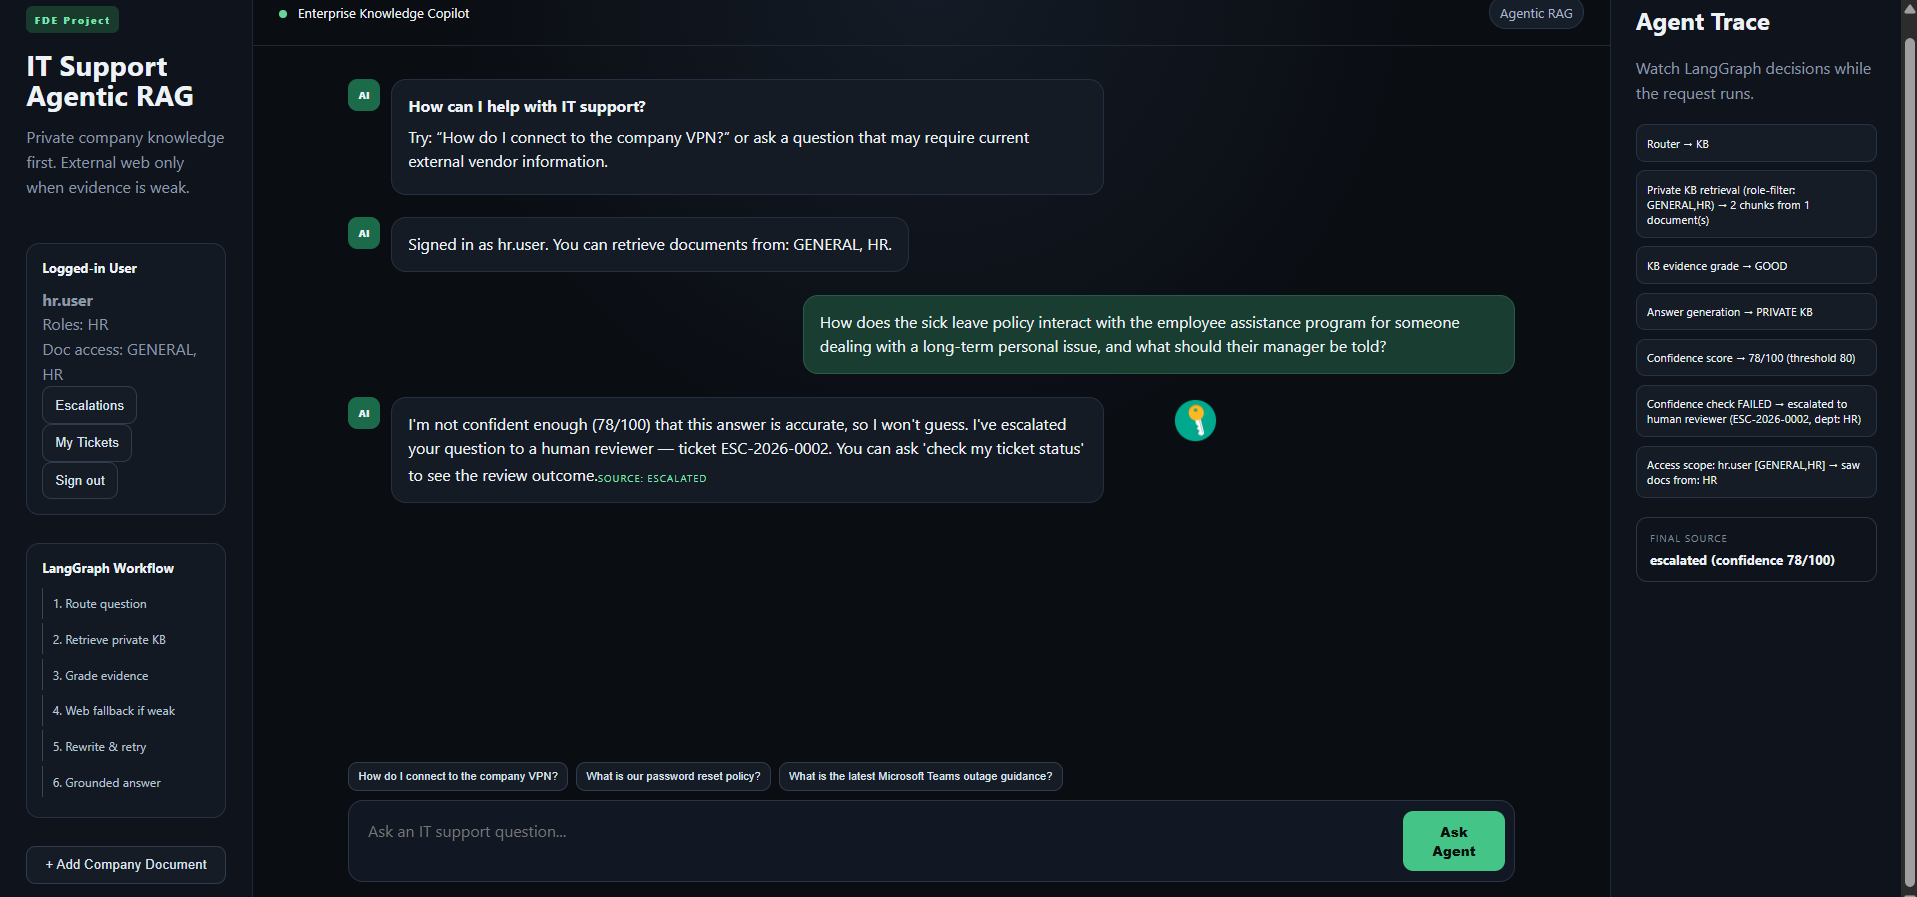 FDE Project
IT Support
Agentic RAG
Private company knowledge
first. External web only
when evidence is weak.
Logged-in User
hr.user
Roles: HR
Doc access: GENERAL,
HR
Escalations
My Tickets
Sign out
LangGraph Workflow
1. Route question
2. Retrieve private KB
3. Grade evidence
4. Web fallback if weak
5. Rewrite & retry
6. Grounded answer
+ Add Company Document
Enterprise Knowledge Copilot
Agentic RAG
AI
How can I help with IT support?
Try: “How do I connect to the company VPN?” or ask a question that may require current
external vendor information.
AI
Signed in as hr.user. You can retrieve documents from: GENERAL, HR.
How does the sick leave policy interact with the employee assistance program for someone
dealing with a long-term personal issue, and what should their manager be told?
AI
I'm not confident enough (78/100) that this answer is accurate, so I won't guess. I've escalated
your question to a human reviewer — ticket ESC-2026-0002. You can ask 'check my ticket status'
to see the review outcome.SOURCE: ESCALATED
How do I connect to the company VPN?
What is our password reset policy?
What is the latest Microsoft Teams outage guidance?
Ask an IT support question...
Ask
Agent
Agent Trace
Watch LangGraph decisions while
the request runs.
Router → KB
Private KB retrieval (role-filter:
GENERAL,HR) → 2 chunks from 1
document(s)
KB evidence grade → GOOD
Answer generation → PRIVATE KB
Confidence score → 78/100 (threshold 80)
Confidence check FAILED → escalated to
human reviewer (ESC-2026-0002, dept: HR)
Access scope: hr.user [GENERAL,HR] → saw
docs from: HR
FINAL SOURCE
escalated (confidence 78/100)